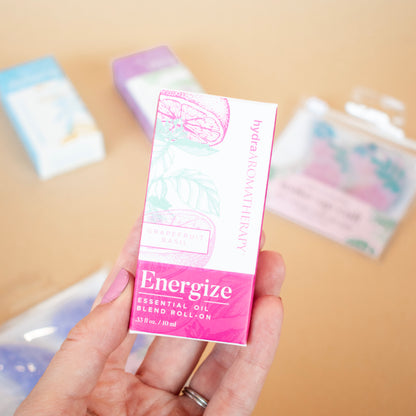 hydraAROMATHERAPY
GRAPEFRUIT
BASIL
Energize
ESSENTIAL OIL
BLEND ROLL-ON
.33 fl oz. / 10 ml